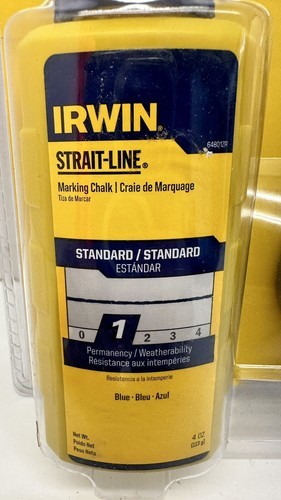 IRWIN®
64801ZR
STRAIT-LINE®
Marking Chalk | Craie de Marquage
Tiza de Marcar
STANDARD / STANDARD
ESTÁNDAR
0 1 2 3 4
Permanency / Weatherability
Résistance aux intempéries
Resistencia a la intemperie
Blue • Bleu • Azul
Net Wt.
Poids Net
Peso Neto
4 OZ
(113 g)